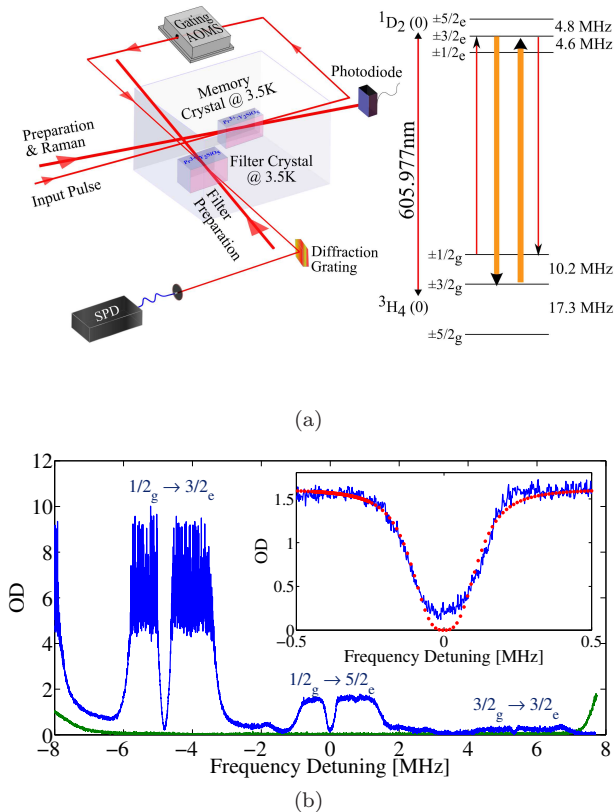 Gating
AOMS
Memory
Crystal @ 3.5K
Photodiode
Preparation
& Raman
Input Pulse
Pr³⁺:Y₂SiO₅
Pr³⁺:Y₂SiO₅
Filter Crystal
@ 3.5K
Filter
Preparation
Diffraction
Grating
SPD
¹D2 (0)
±5/2e
±3/2e
±1/2e
4.8 MHz
4.6 MHz
605.977nm
±1/2g
±3/2g
±5/2g
10.2 MHz
17.3 MHz
³H4 (0)
(a)
12
10
8
6
4
2
0
OD
1/2g → 3/2e
1/2g → 5/2e
3/2g → 3/2e
−8
−6
−4
−2
0
2
4
6
8
Frequency Detuning [MHz]
1.5
1
0.5
0
OD
−0.5
0
0.5
Frequency Detuning [MHz]
(b)